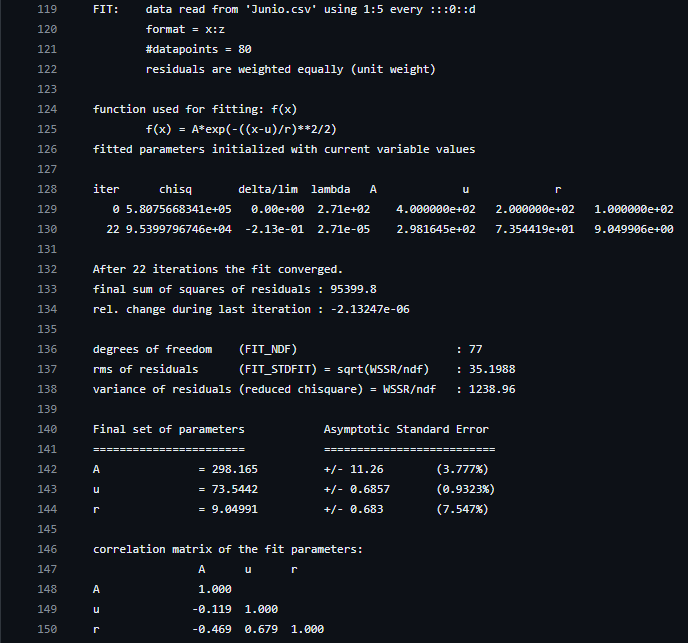 119 FIT:    data read from 'Junio.csv' using 1:5 every :::0::d
120         format = x:z
121         #datapoints = 80
122         residuals are weighted equally (unit weight)
123
124 function used for fitting: f(x)
125         f(x) = A*exp(-((x-u)/r)**2/2)
126 fitted parameters initialized with current variable values
127
128 iter      chisq       delta/lim  lambda   A             u             r
129    0 5.8075668341e+05   0.00e+00  2.71e+02    4.000000e+02   2.000000e+02   1.000000e+02
130   22 9.5399796746e+04  -2.13e-01  2.71e-05    2.981645e+02   7.354419e+01   9.049906e+00
131
132 After 22 iterations the fit converged.
133 final sum of squares of residuals : 95399.8
134 rel. change during last iteration : -2.13247e-06
135
136 degrees of freedom    (FIT_NDF)                        : 77
137 rms of residuals      (FIT_STDFIT) = sqrt(WSSR/ndf)    : 35.1988
138 variance of residuals (reduced chisquare) = WSSR/ndf   : 1238.96
139
140 Final set of parameters            Asymptotic Standard Error
141 =======================            ==========================
142 A               = 298.165          +/- 11.26        (3.777%)
143 u               = 73.5442          +/- 0.6857       (0.9323%)
144 r               = 9.04991          +/- 0.683        (7.547%)
145
146 correlation matrix of the fit parameters:
147                 A      u      r
148 A               1.000
149 u              -0.119  1.000
150 r              -0.469  0.679  1.000